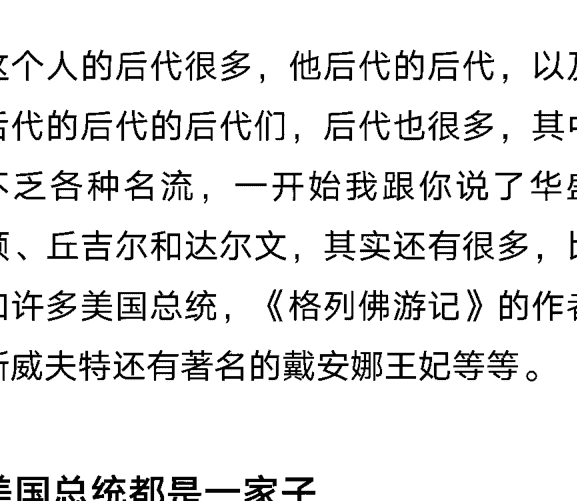 这个人的后代很多，他后代的后代，以及
后代的后代的后代们，后代也很多，其中
不乏各种名流，一开始我跟你说了华盛
顿、丘吉尔和达尔文，其实还有很多，比
如许多美国总统，《格列佛游记》的作者
斯威夫特还有著名的戴安娜王妃等等。
美国总统都是一家子